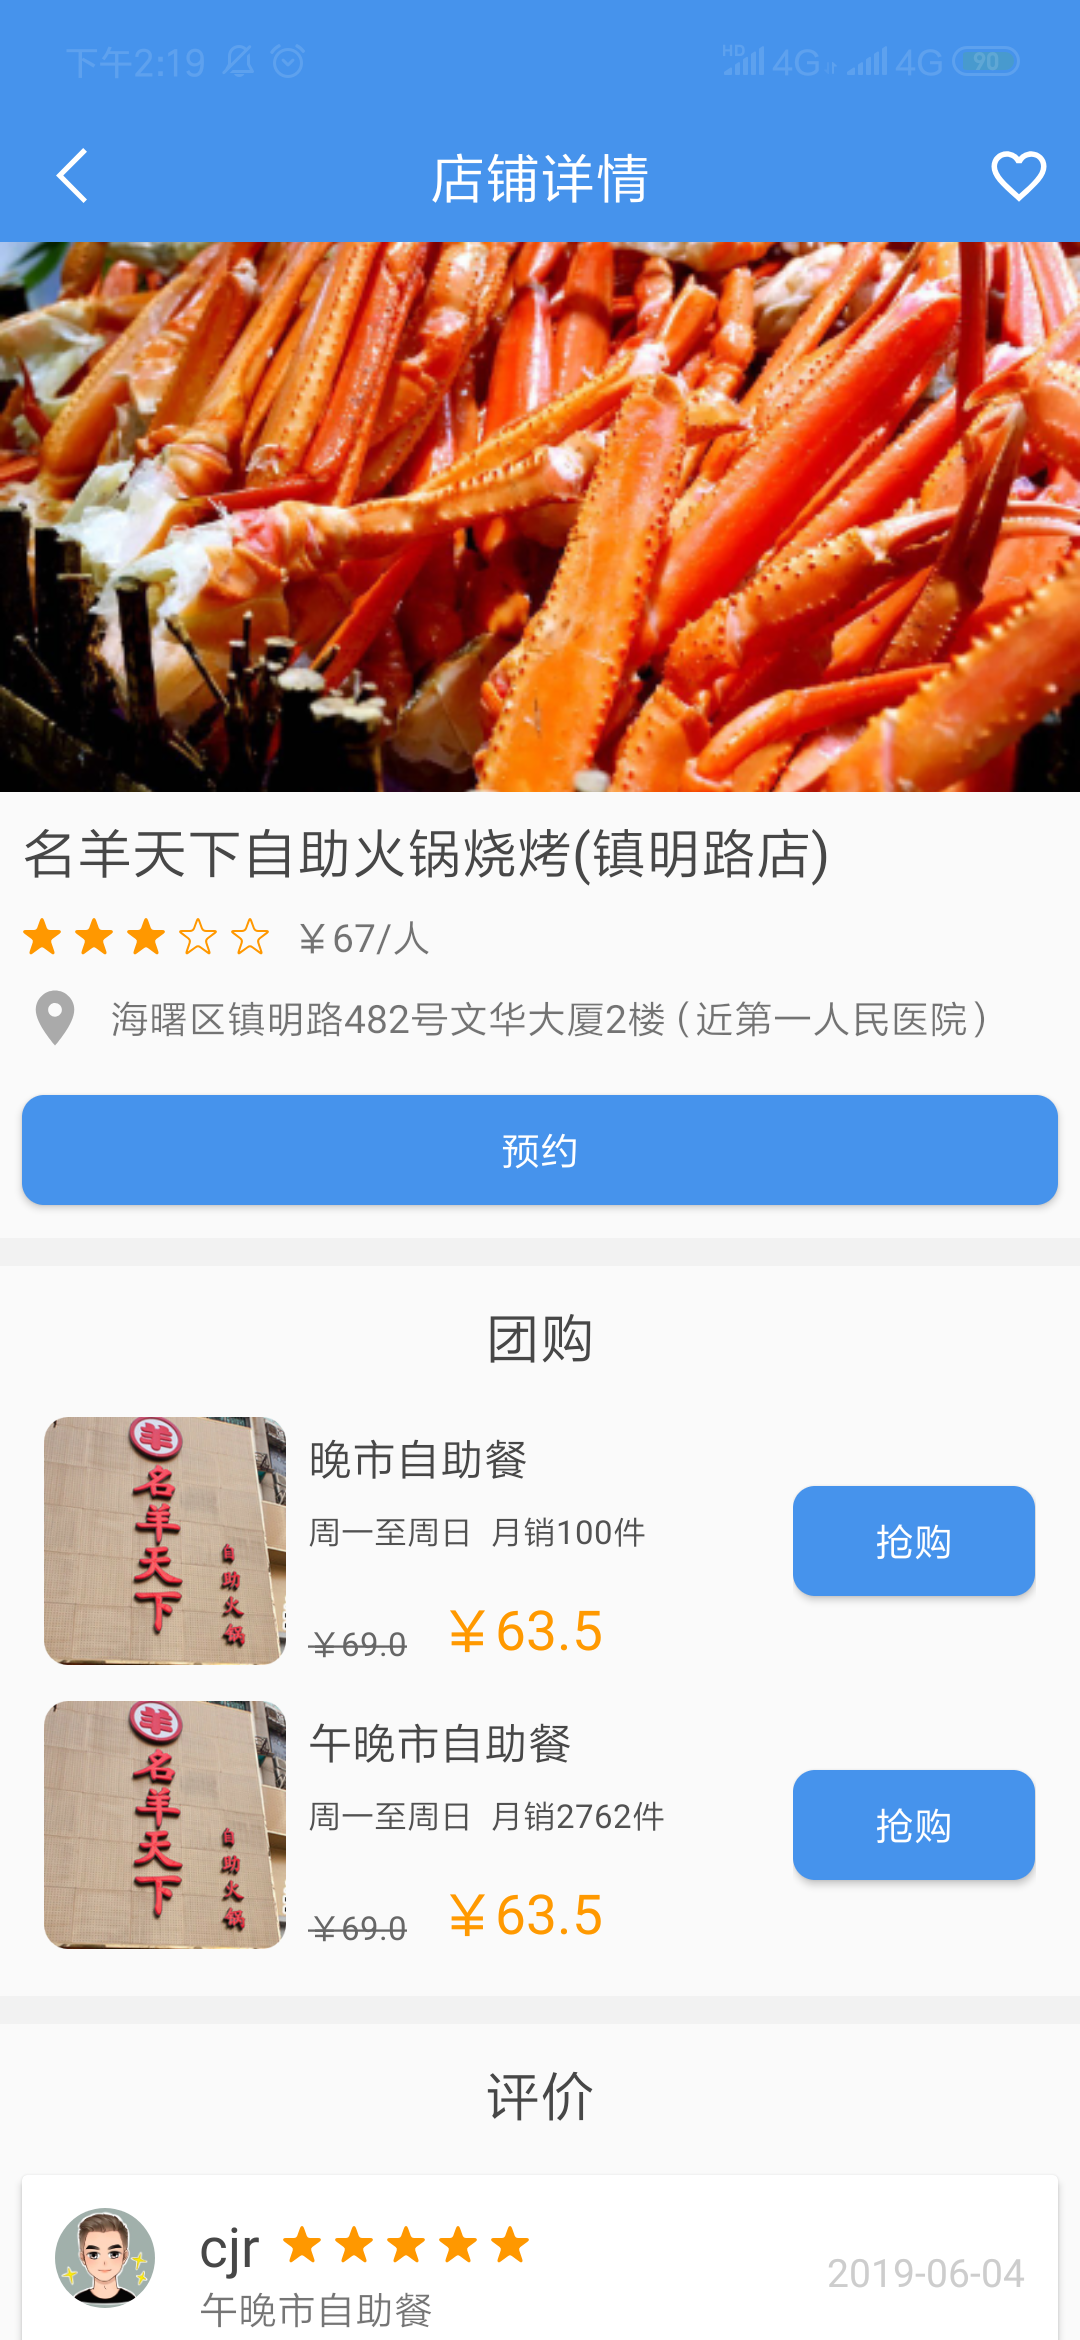 下午2:19
HD 4G 4G 90
店铺详情
名羊天下自助火锅烧烤(镇明路店)
￥67/人
海曙区镇明路482号文华大厦2楼（近第一人民医院）
预约
团购
羊
名羊天下
自助火锅
晚市自助餐
周一至周日 月销100件
￥69.0 ￥63.5
抢购
羊
名羊天下
自助火锅
午晚市自助餐
周一至周日 月销2762件
￥69.0 ￥63.5
抢购
评价
cjr
2019-06-04
午晚市自助餐